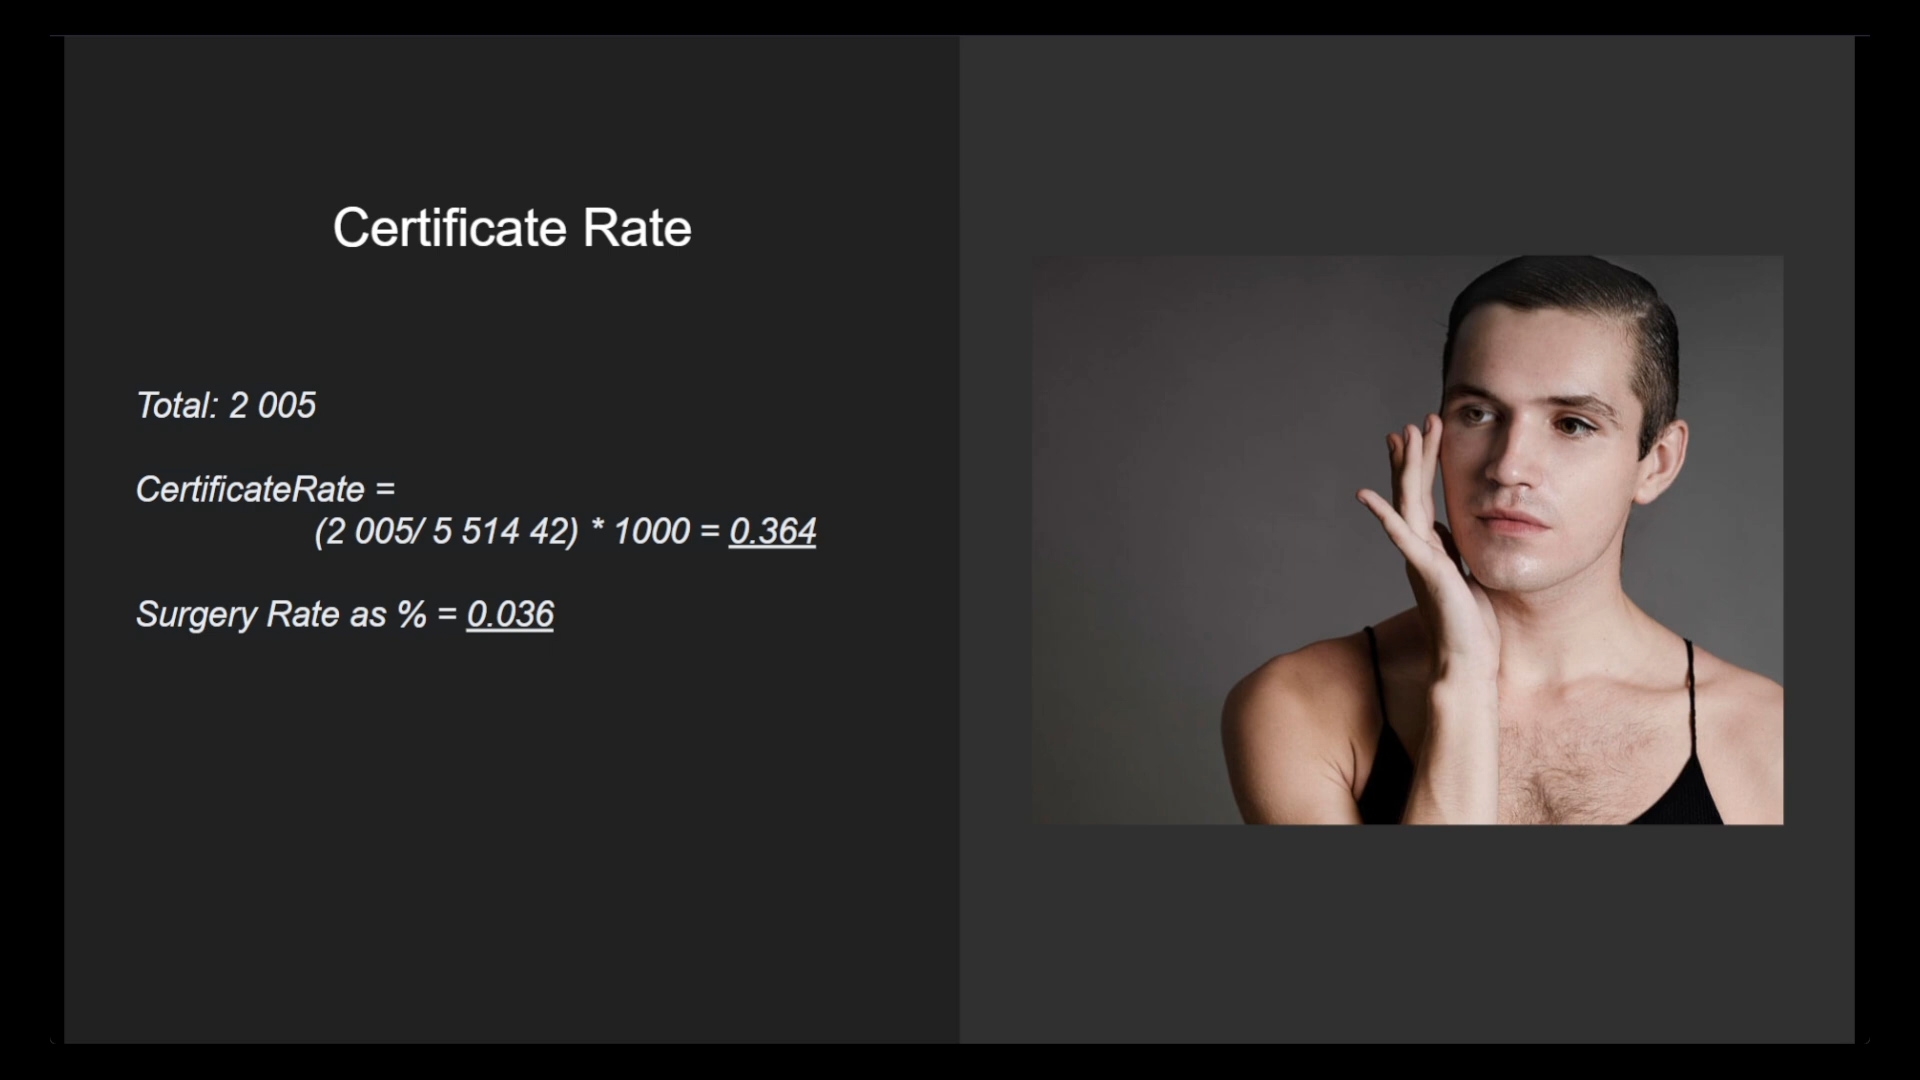 Certificate Rate
Total: 2 005
CertificateRate =
(2 005/ 5 514 42) * 1000 = 0.364
Surgery Rate as % = 0.036